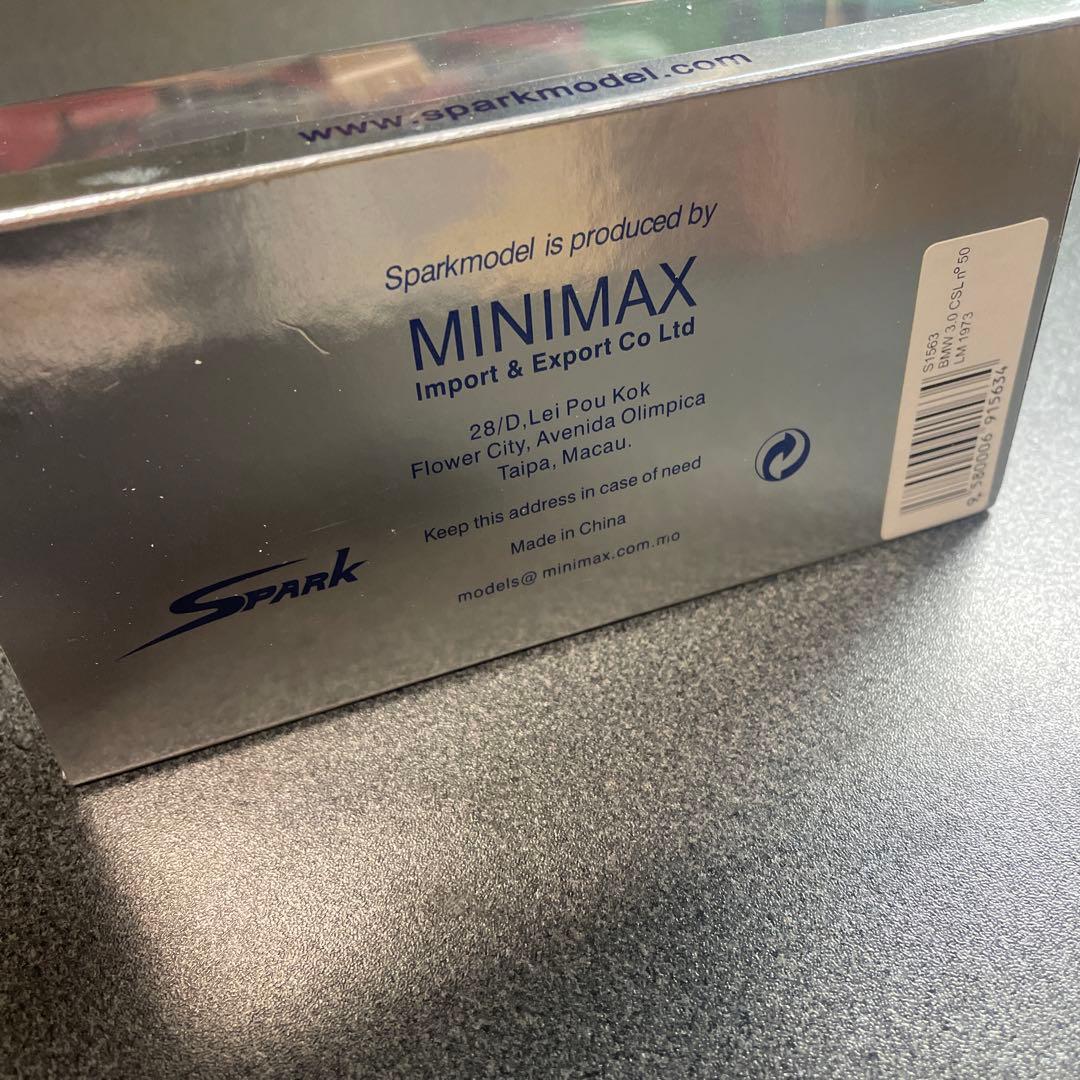 www.sparkmodel.com
Sparkmodel is produced by
MINIMAX
Import & Export Co Ltd
28/D,Lei Pou Kok
Flower City, Avenida Olimpica
Taipa, Macau.
Keep this address in case of need
Made in China
models@ minimax.com.mo
SPARK
S1563
BMW 3.0 CSL nº 50
LM 1973
9 580006 915634